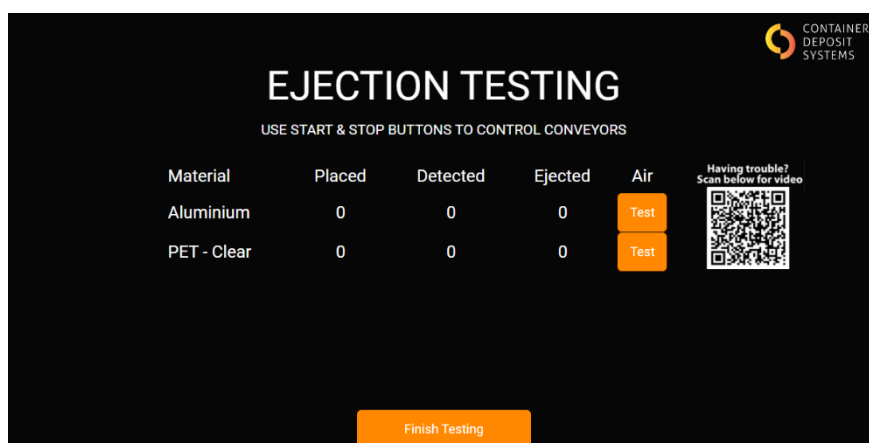 CONTAINER
DEPOSIT
SYSTEMS
EJECTION TESTING
USE START & STOP BUTTONS TO CONTROL CONVEYORS
Material Placed Detected Ejected Air
Having trouble?
Scan below for video
Aluminium 0 0 0 Test
PET - Clear 0 0 0 Test
Finish Testing